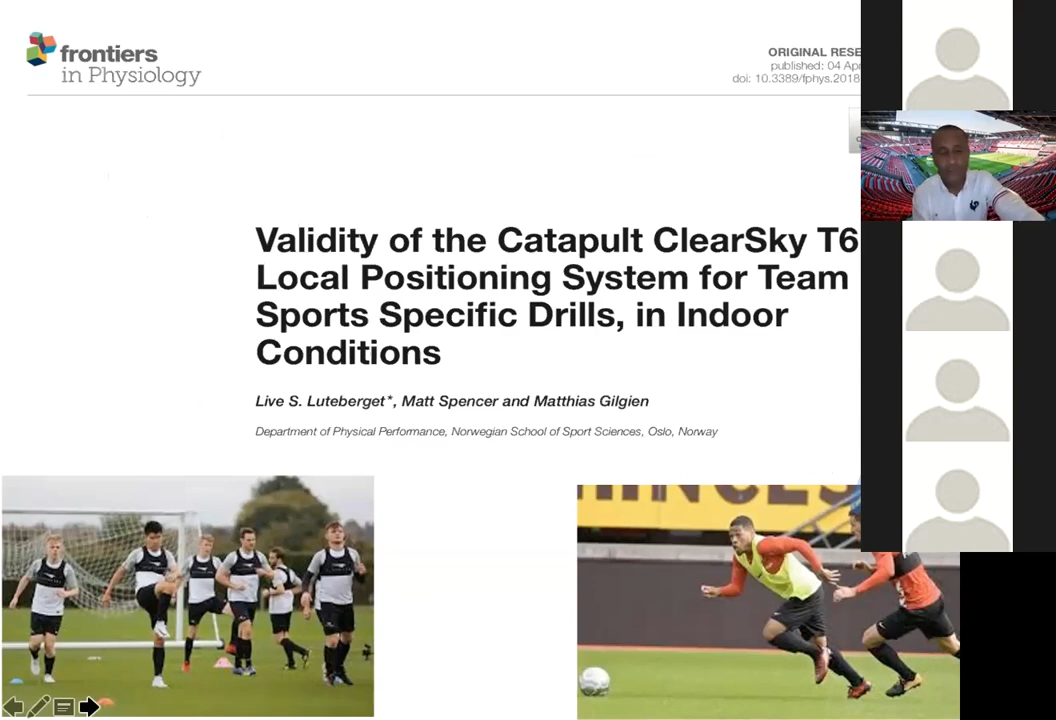 frontiers
in Physiology
ORIGINAL RESE
published: 04 Apr
doi: 10.3389/fphys.2018
Validity of the Catapult ClearSky T6
Local Positioning System for Team
Sports Specific Drills, in Indoor
Conditions
Live S. Luteberget*, Matt Spencer and Matthias Gilgien
Department of Physical Performance, Norwegian School of Sport Sciences, Oslo, Norway